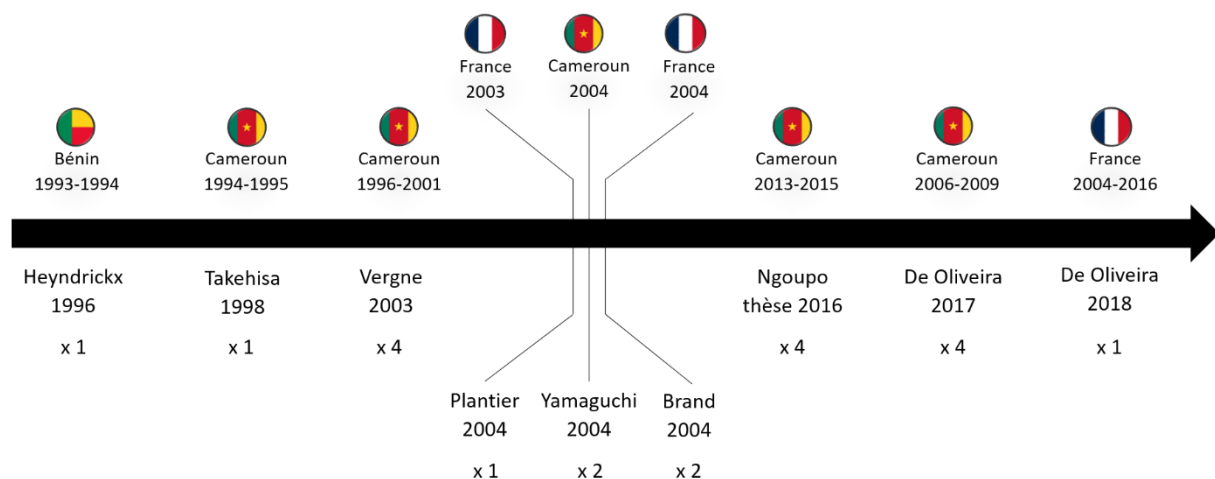 France
2003
Cameroun
2004
France
2004
Bénin
1993-1994
Cameroun
1994-1995
Cameroun
1996-2001
Cameroun
2013-2015
Cameroun
2006-2009
France
2004-2016
Heyndrickx
1996
x 1
Takehisa
1998
x 1
Vergne
2003
x 4
Ngoupo
thèse 2016
x 4
De Oliveira
2017
x 4
De Oliveira
2018
x 1
Plantier
2004
x 1
Yamaguchi
2004
x 2
Brand
2004
x 2